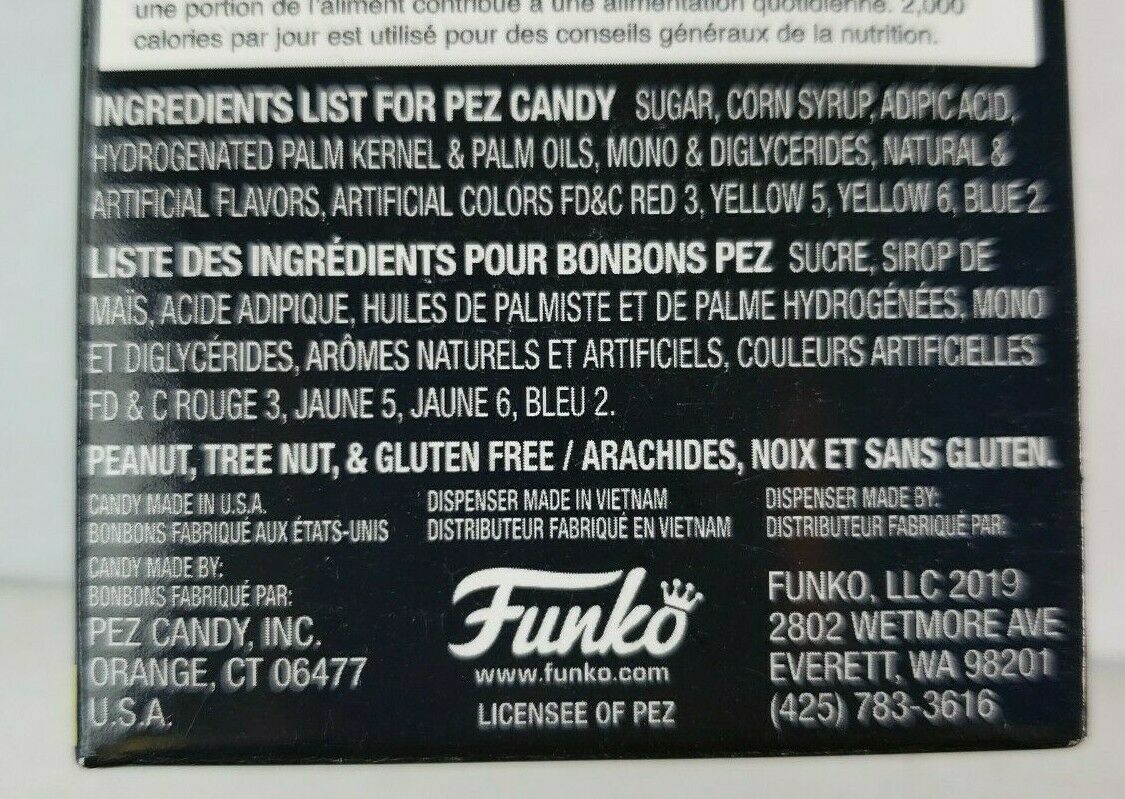 une portion de l'aliment contribue à une alimentation quotidienne. 2,000
calories par jour est utilisé pour des conseils généraux de la nutrition.
INGREDIENTS LIST FOR PEZ CANDY SUGAR, CORN SYRUP, ADIPIC ACID,
HYDROGENATED PALM KERNEL & PALM OILS, MONO & DIGLYCERIDES, NATURAL &
ARTIFICIAL FLAVORS, ARTIFICIAL COLORS FD&C RED 3, YELLOW 5, YELLOW 6, BLUE 2.
LISTE DES INGRÉDIENTS POUR BONBONS PEZ SUCRE, SIROP DE
MAÏS, ACIDE ADIPIQUE, HUILES DE PALMISTE ET DE PALME HYDROGÉNÉES, MONO
ET DIGLYCÉRIDES, ARÔMES NATURELS ET ARTIFICIELS, COULEURS ARTIFICIELLES
FD & C ROUGE 3, JAUNE 5, JAUNE 6, BLEU 2.
PEANUT, TREE NUT, & GLUTEN FREE / ARACHIDES, NOIX ET SANS GLUTEN.
CANDY MADE IN U.S.A.
BONBONS FABRIQUÉ AUX ÉTATS-UNIS
DISPENSER MADE IN VIETNAM
DISTRIBUTEUR FABRIQUÉ EN VIETNAM
DISPENSER MADE BY:
DISTRIBUTEUR FABRIQUÉ PAR:
CANDY MADE BY:
BONBONS FABRIQUÉ PAR:
PEZ CANDY, INC.
ORANGE, CT 06477
U.S.A.
Funko
www.funko.com
LICENSEE OF PEZ
FUNKO, LLC 2019
2802 WETMORE AVE
EVERETT, WA 98201
(425) 783-3616